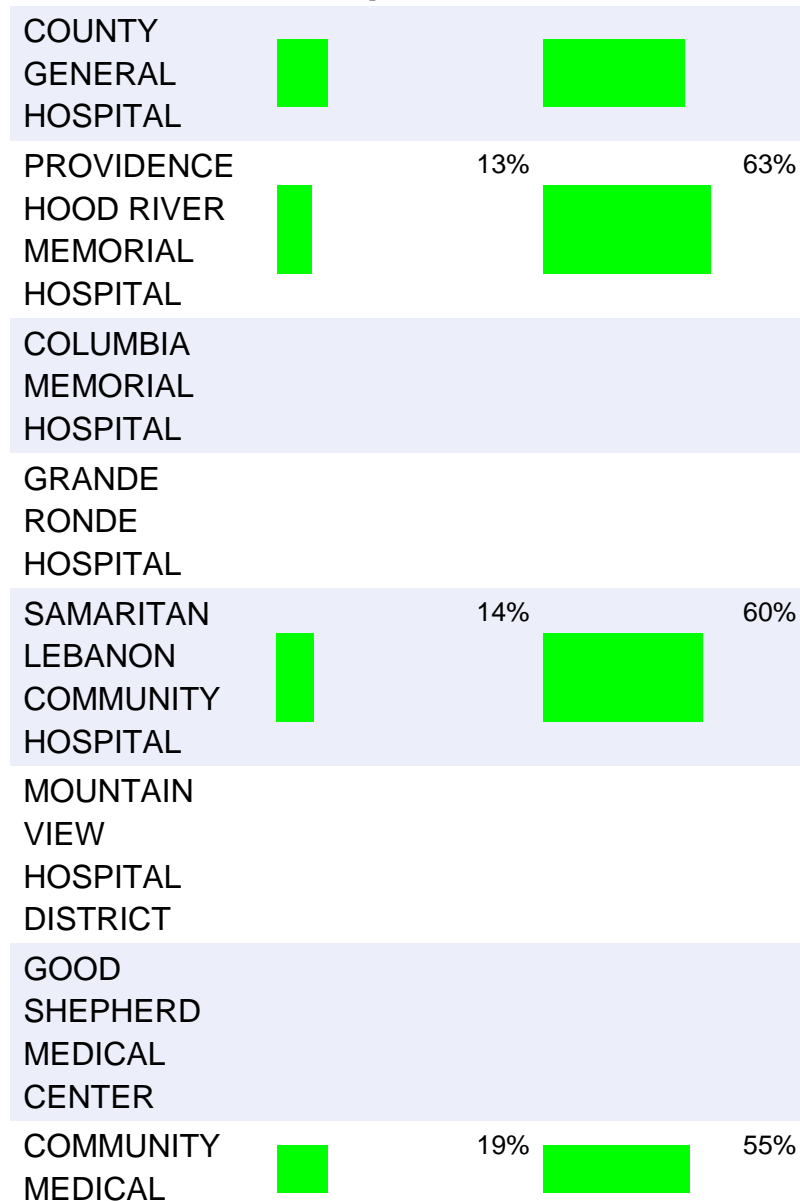 COUNTY
GENERAL
HOSPITAL
PROVIDENCE 13% 63%
HOOD RIVER
MEMORIAL
HOSPITAL
COLUMBIA
MEMORIAL
HOSPITAL
GRANDE
RONDE
HOSPITAL
SAMARITAN 14% 60%
LEBANON
COMMUNITY
HOSPITAL
MOUNTAIN
VIEW
HOSPITAL
DISTRICT
GOOD
SHEPHERD
MEDICAL
CENTER
COMMUNITY 19% 55%
MEDICAL